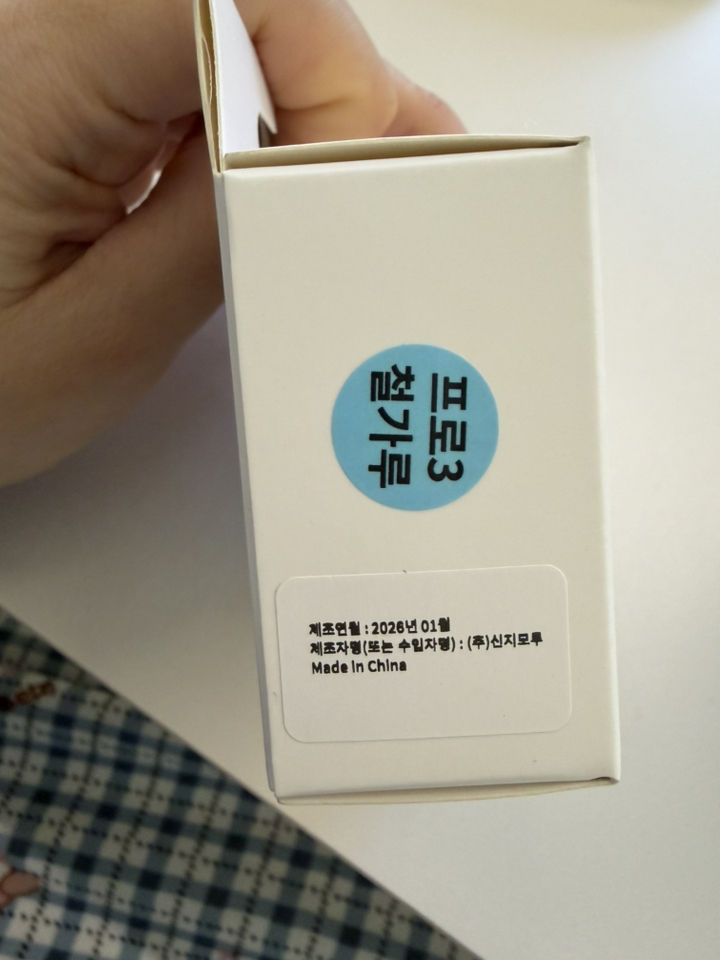 프로3
철가루
제조연월 : 2026년 01월
제조자명(또는 수입자명) : (주)신지모루
Made in China